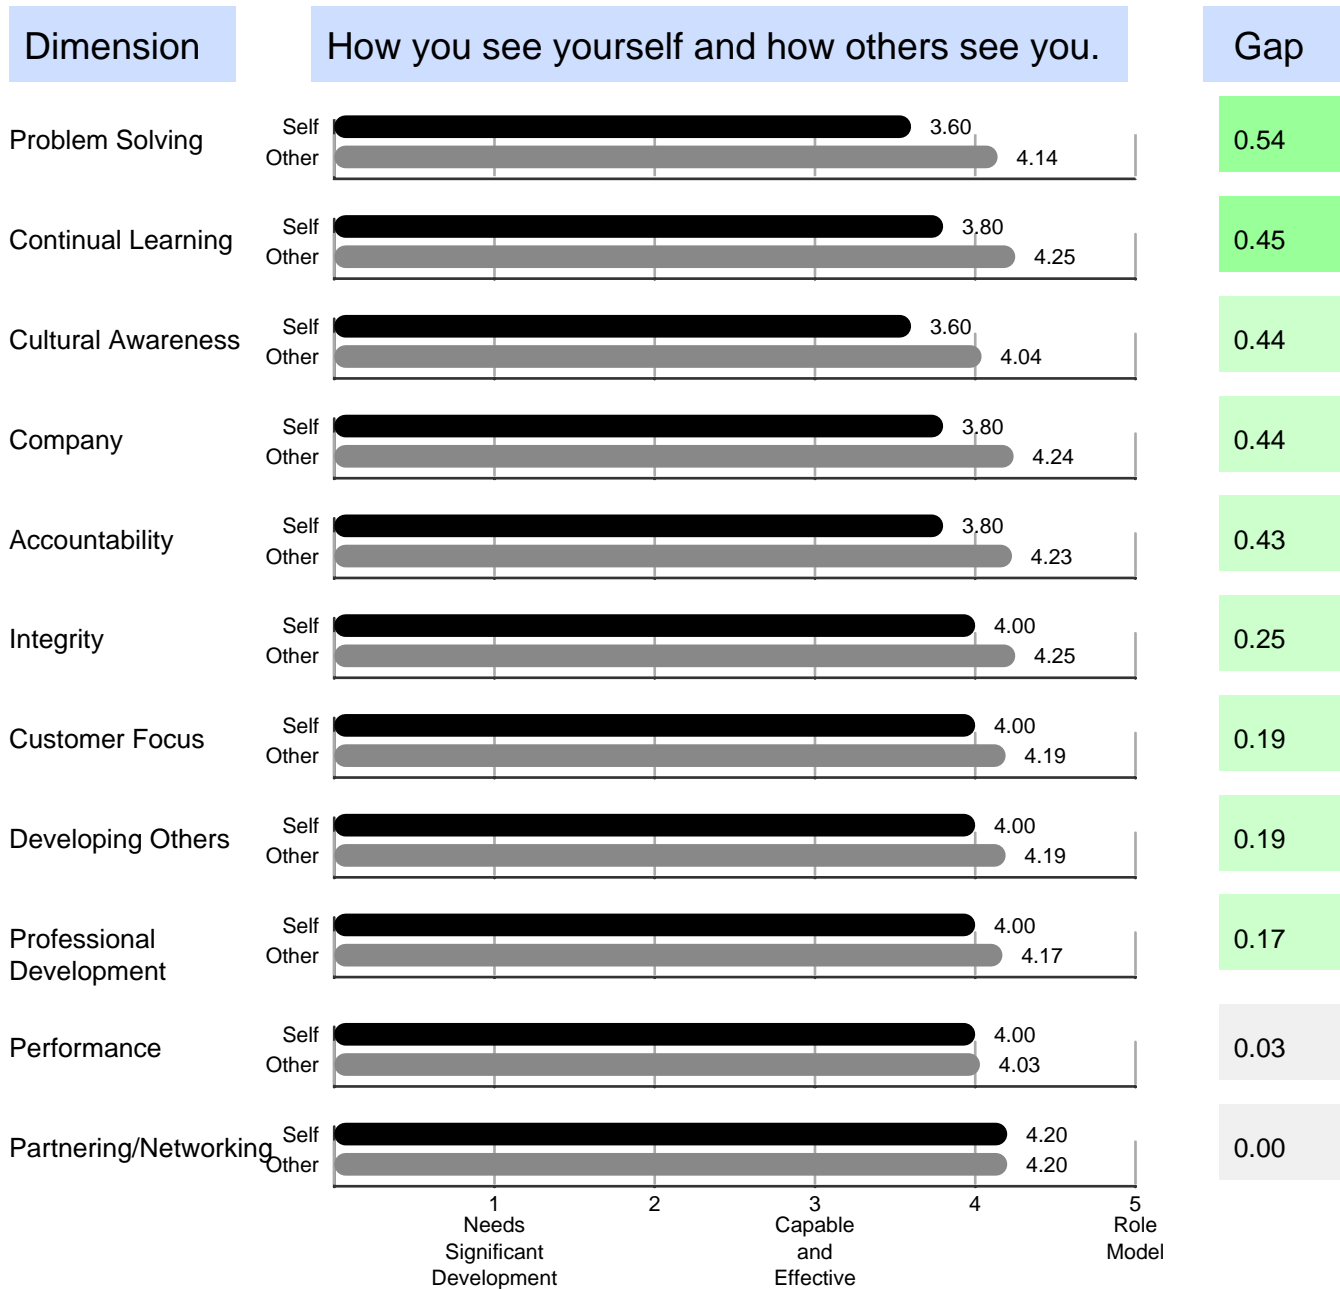 Dimension
How you see yourself and how others see you.
Gap
Problem Solving
Self
3.60
Other
4.14
0.54
Continual Learning
Self
3.80
Other
4.25
0.45
Cultural Awareness
Self
3.60
Other
4.04
0.44
Company
Self
3.80
Other
4.24
0.44
Accountability
Self
3.80
Other
4.23
0.43
Integrity
Self
4.00
Other
4.25
0.25
Customer Focus
Self
4.00
Other
4.19
0.19
Developing Others
Self
4.00
Other
4.19
0.19
Professional
Development
Self
4.00
Other
4.17
0.17
Performance
Self
4.00
Other
4.03
0.03
Partnering/Networking
Self
4.20
Other
4.20
0.00
1
Needs
Significant
Development
2
3
Capable
and
Effective
4
5
Role
Model